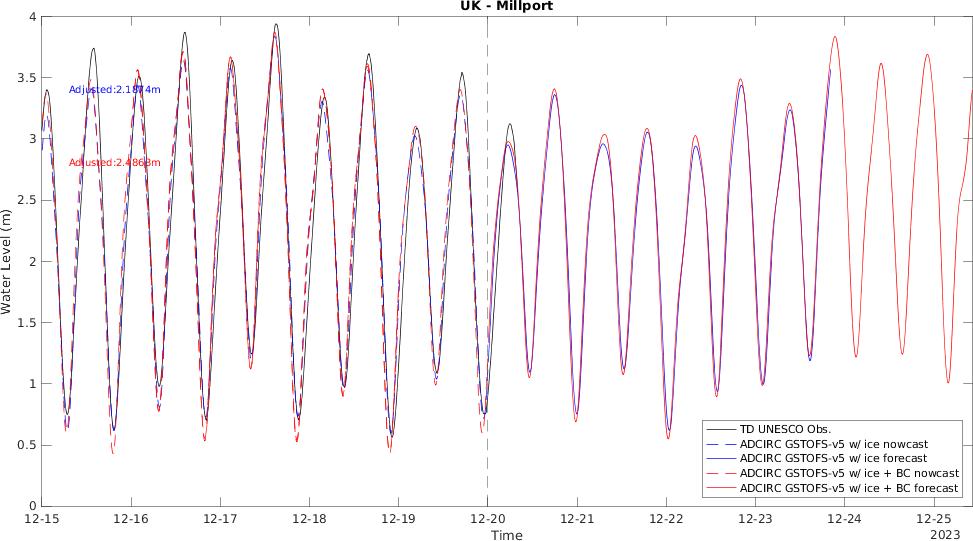 UK - Millport
4
3.5
3
2.5
2
1.5
1
0.5
0
Water Level (m)
Adjusted:2.1874m
Adjusted:2.4863m
TD UNESCO Obs.
ADCIRC GSTOFS-v5 w/ ice nowcast
ADCIRC GSTOFS-v5 w/ ice forecast
ADCIRC GSTOFS-v5 w/ ice + BC nowcast
ADCIRC GSTOFS-v5 w/ ice + BC forecast
12-15 12-16 12-17 12-18 12-19 12-20 12-21 12-22 12-23 12-24 12-25
Time
2023